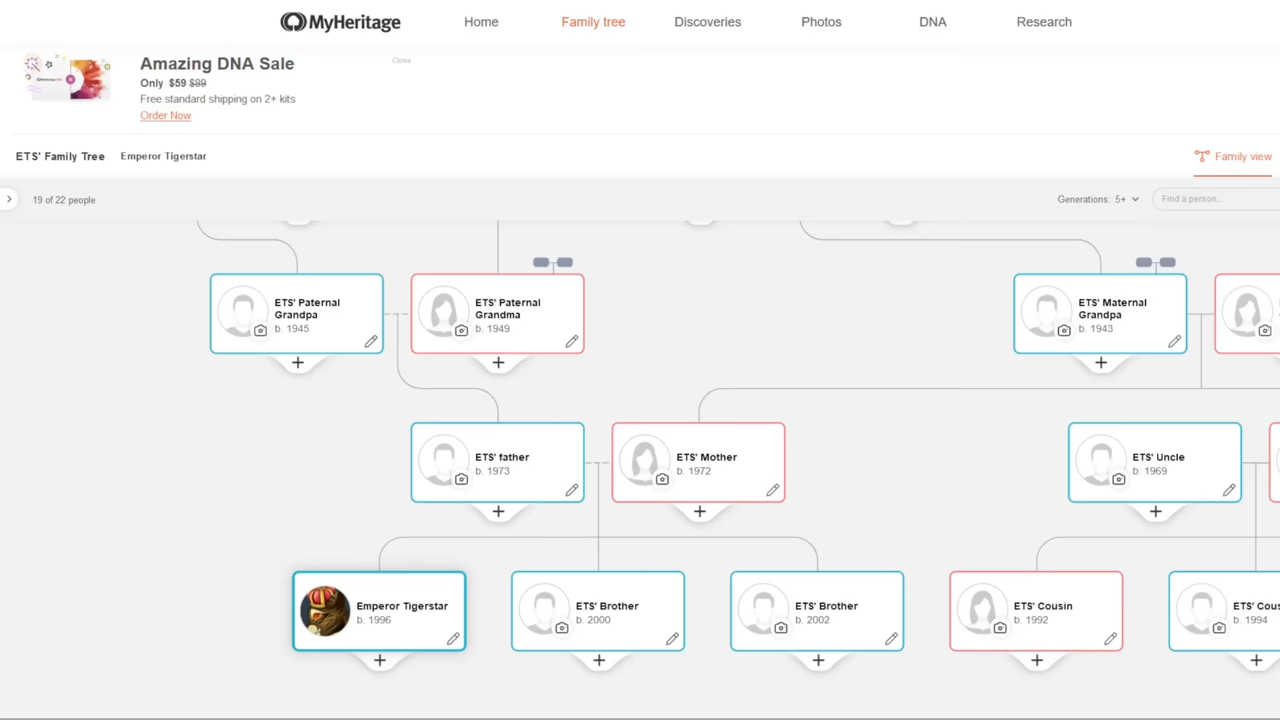 MyHeritage
Home
Family tree
Discoveries
Photos
DNA
Research
Amazing DNA Sale
Close
Only $59 $89
Free standard shipping on 2+ kits
Order Now
ETS' Family Tree
Emperor Tigerstar
Family view
19 of 22 people
Generations: 5+
Find a person...
ETS' Paternal
Grandpa
b. 1945
ETS' Paternal
Grandma
b. 1949
ETS' Maternal
Grandpa
b. 1943
ETS' father
b. 1973
ETS' Mother
b. 1972
ETS' Uncle
b. 1969
Emperor Tigerstar
b. 1996
ETS' Brother
b. 2000
ETS' Brother
b. 2002
ETS' Cousin
b. 1992
ETS' Cous
b. 1994